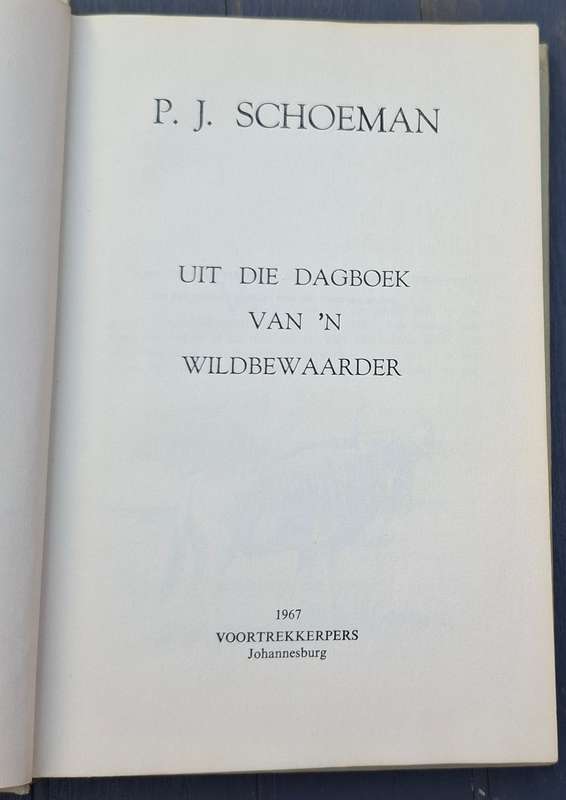 P. J. SCHOEMAN
UIT DIE DAGBOEK
VAN 'N
WILDBEWAARDER
1967
VOORTREKKERPERS
Johannesburg